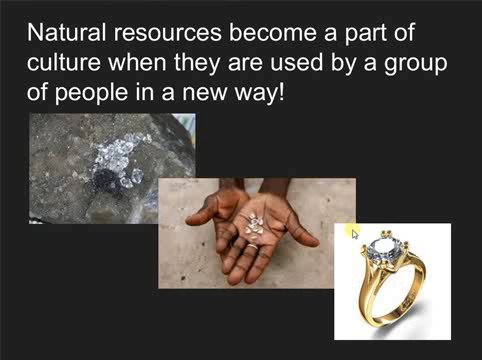 Natural resources become a part of
culture when they are used by a group
of people in a new way!